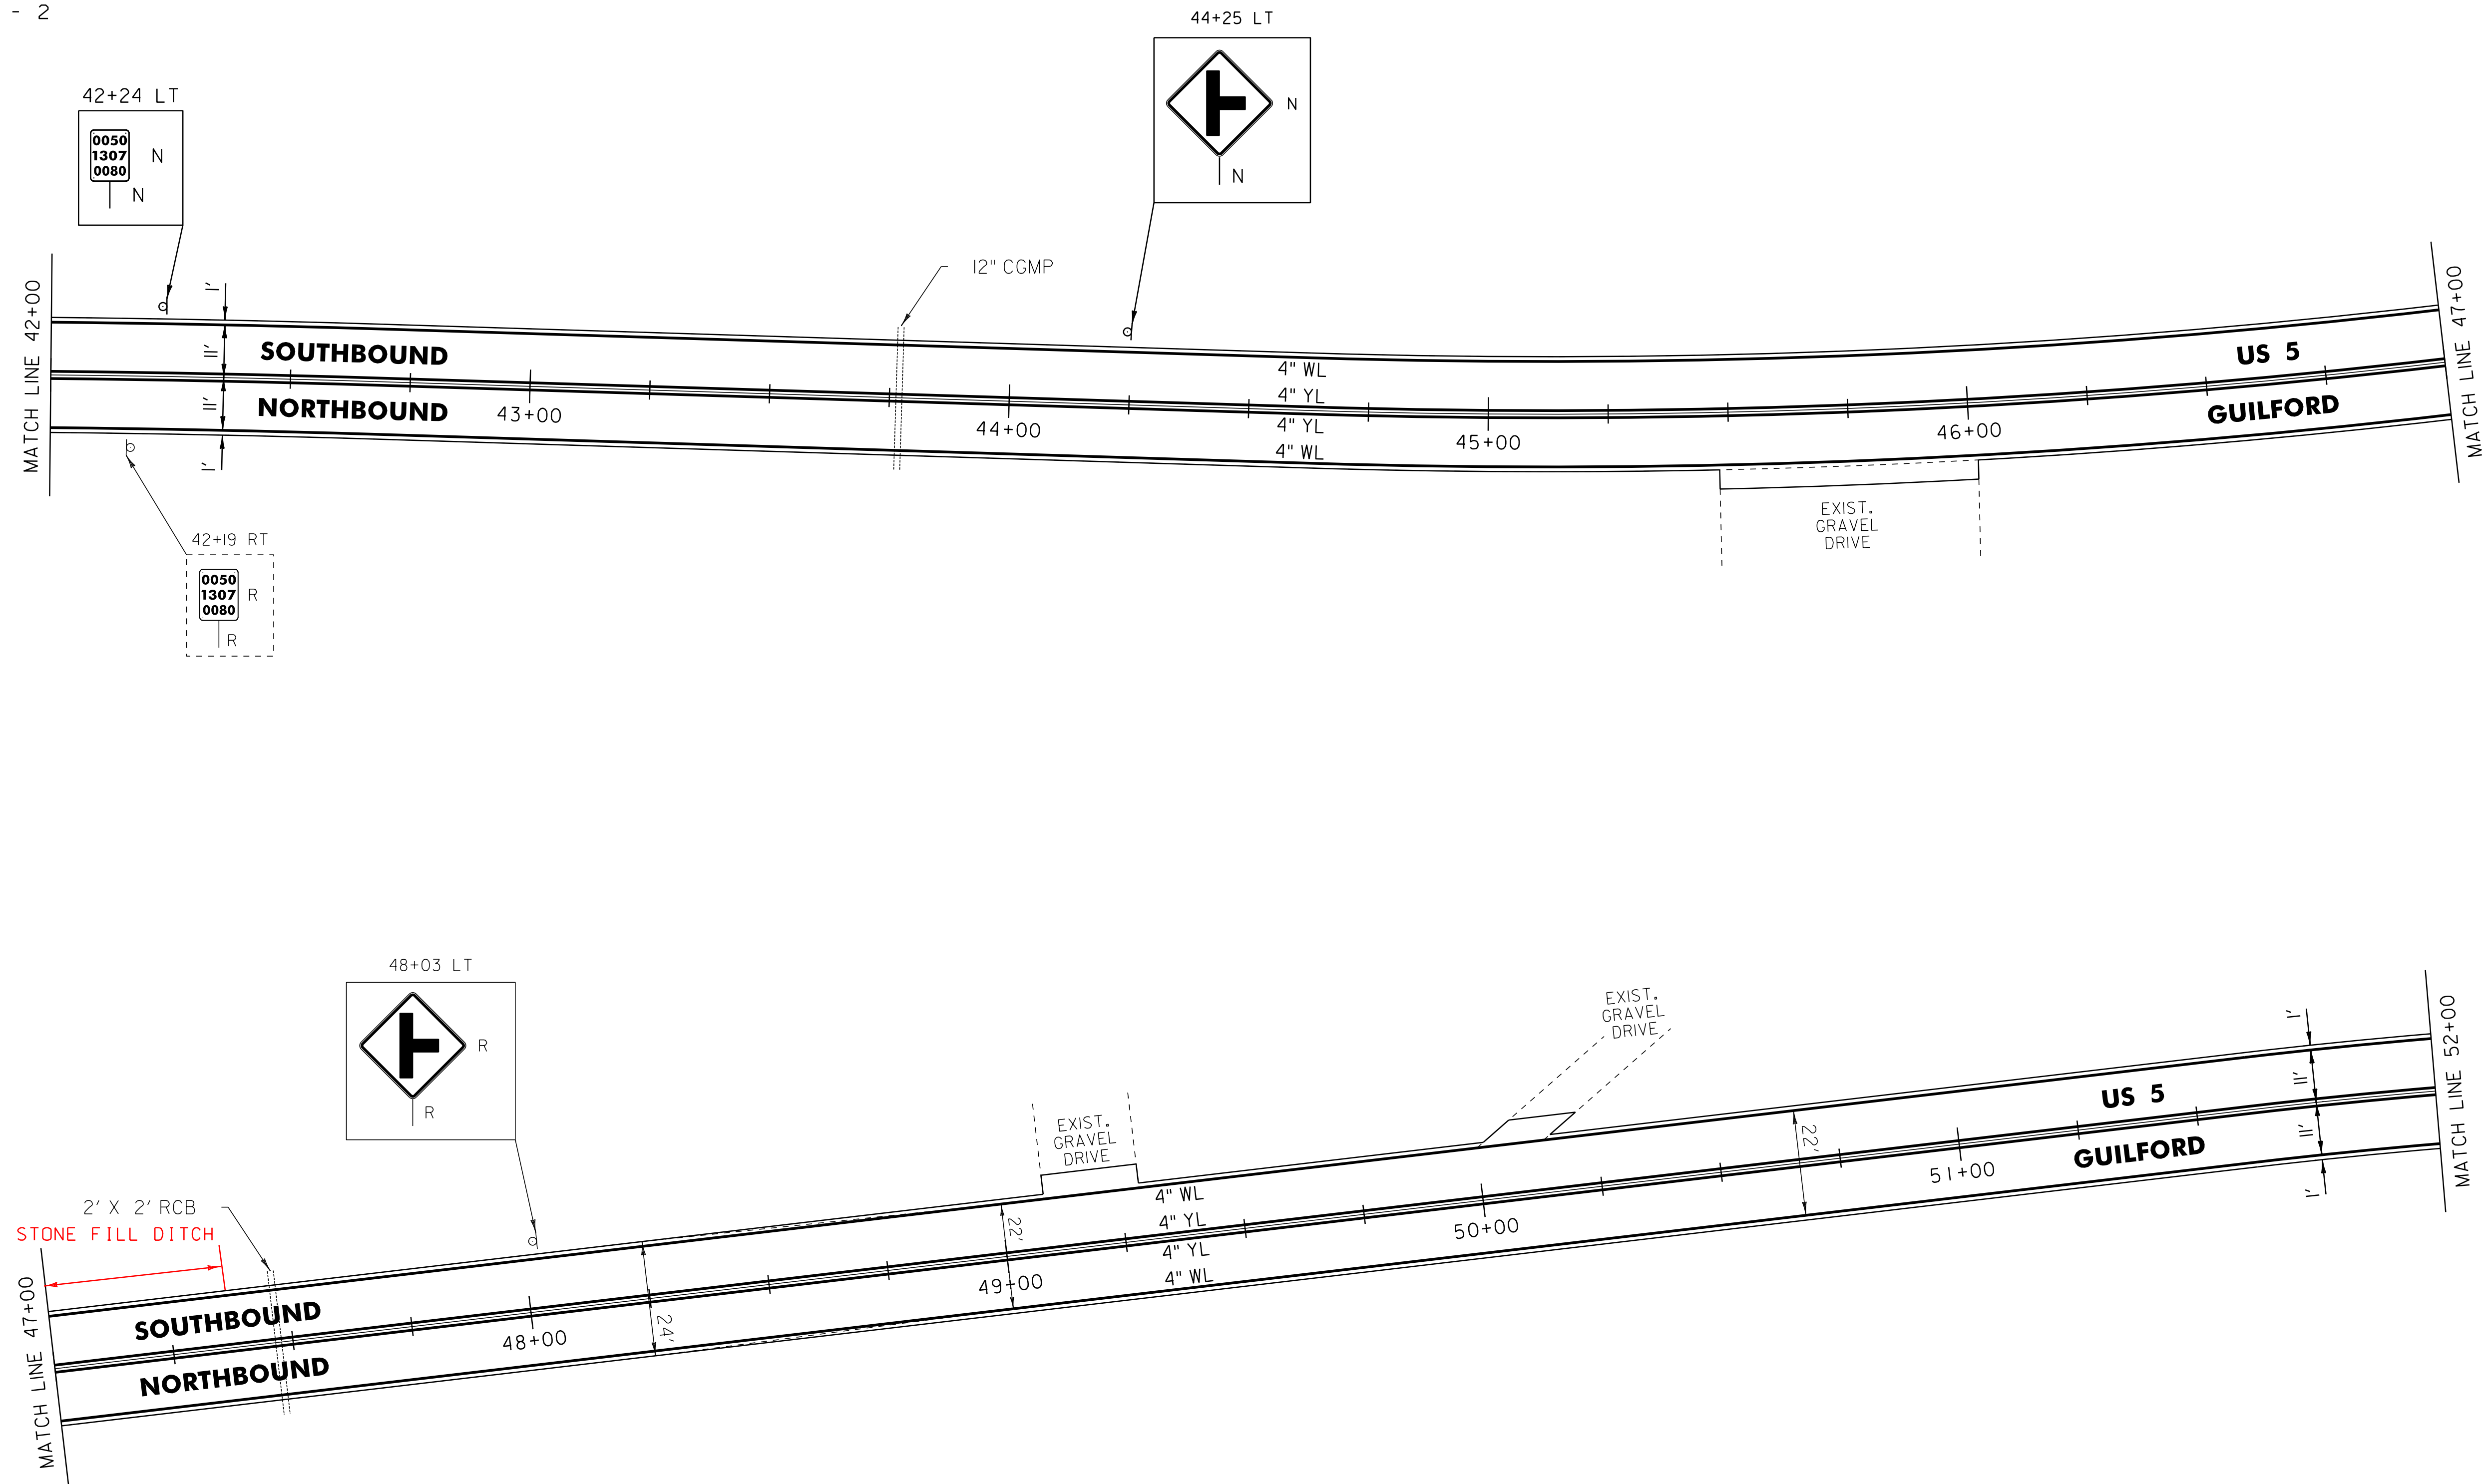 - 2
44+25 LT
N
N
42+24 LT
0050
1307
0080
N
N
12" CGMP
MATCH LINE 42+00
1'
11'
11'
1'
SOUTHBOUND
NORTHBOUND
43+00
44+00
4" WL
4" YL
4" YL
4" WL
45+00
46+00
US 5
GUILFORD
MATCH LINE 47+00
EXIST.
GRAVEL
DRIVE
42+19 RT
0050
1307
0080
R
R
48+03 LT
R
R
EXIST.
GRAVEL
DRIVE
EXIST.
GRAVEL
DRIVE
2' X 2' RCB
STONE FILL DITCH
MATCH LINE 47+00
SOUTHBOUND
NORTHBOUND
48+00
24'
22'
49+00
4" WL
4" YL
4" YL
4" WL
50+00
22'
51+00
US 5
GUILFORD
1'
11'
11'
1'
MATCH LINE 52+00